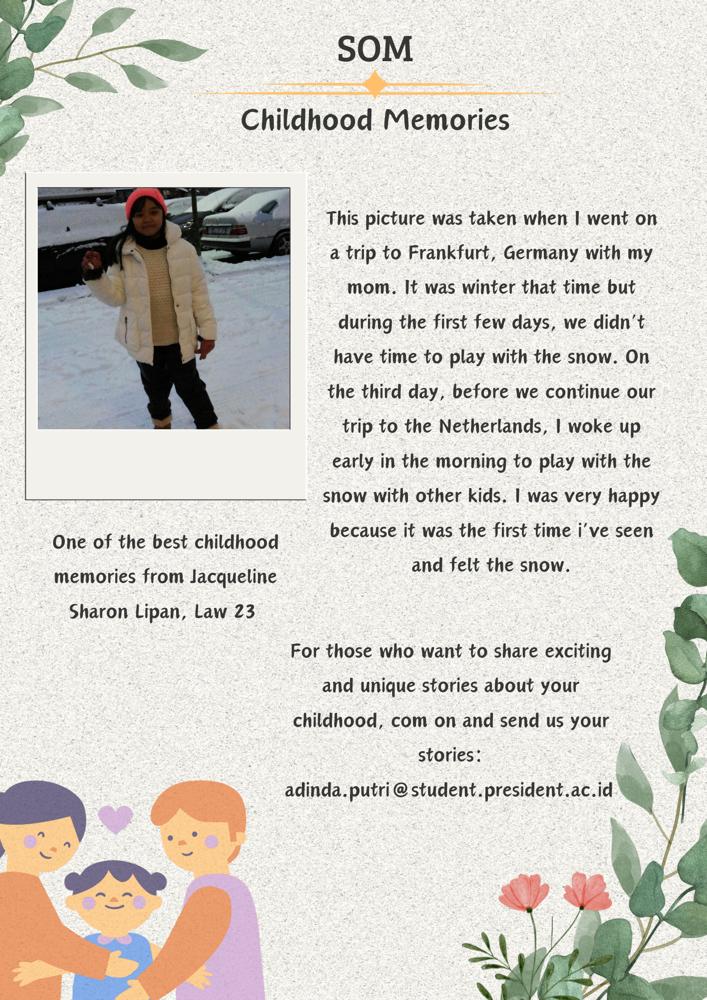 SOM
Childhood Memories
This picture was taken when I went on
a trip to Frankfurt, Germany with my
mom. It was winter that time but
during the first few days, we didn't
have time to play with the snow. On
the third day, before we continue our
trip to the Netherlands, I woke up
early in the morning to play with the
snow with other kids. I was very happy
because it was the first time i've seen
and felt the snow.
One of the best childhood
memories from Jacqueline
Sharon Lipan, Law 23
For those who want to share exciting
and unique stories about your
childhood, com on and send us your
stories:
adinda.putri@student.president.ac.id